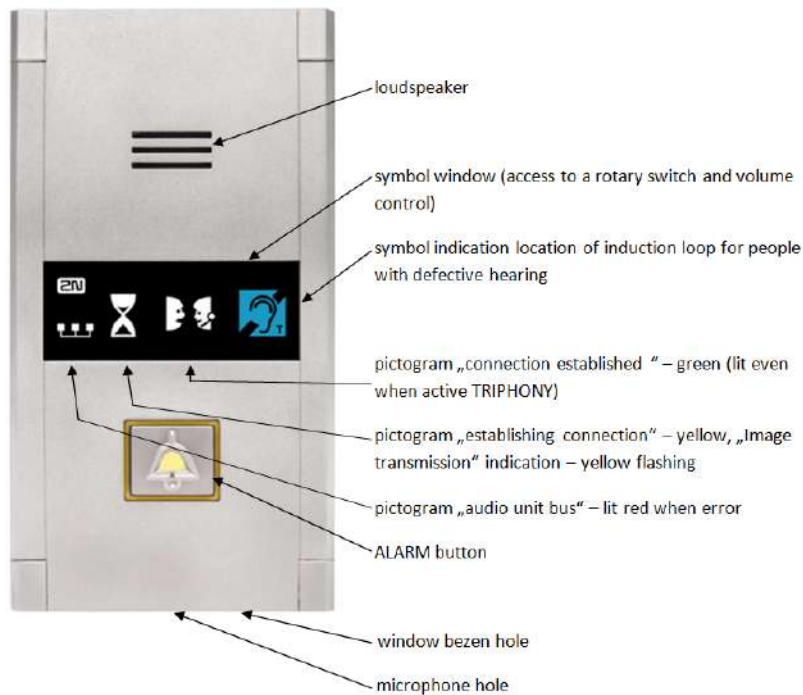 loudspeaker
symbol window (access to a rotary switch and volume
control)
symbol indication location of induction loop for people
with defective hearing
2N
T
pictogram „connection established “ – green (lit even
when active TRIPHONY)
pictogram „establishing connection“ – yellow, „Image
transmission“ indication – yellow flashing
pictogram „audio unit bus“ – lit red when error
ALARM button
window bezen hole
microphone hole